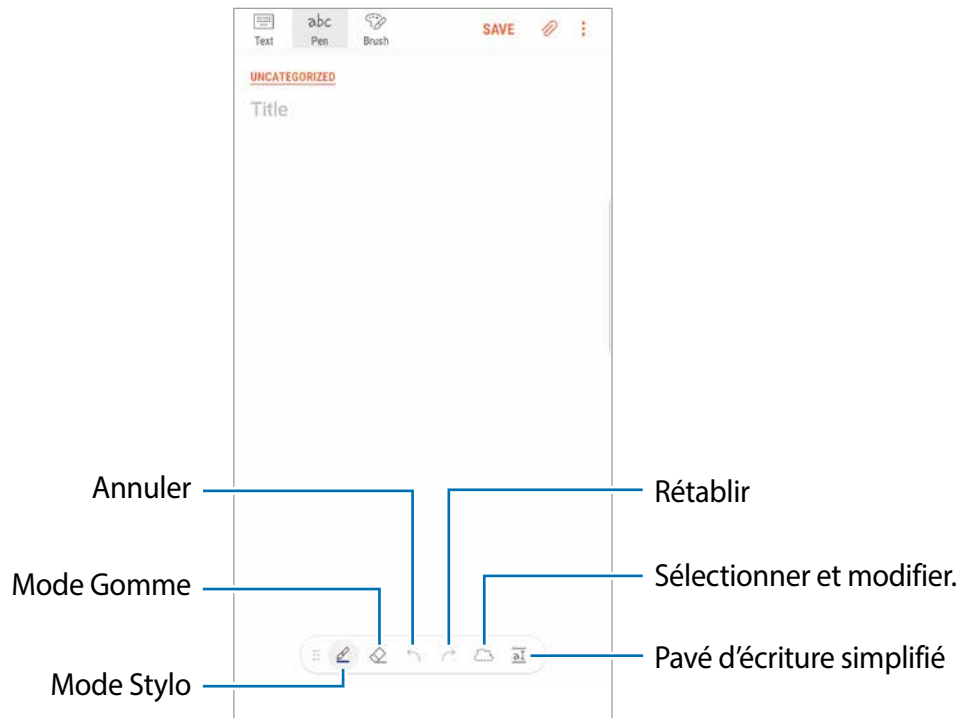 abc
Text Pen Brush SAVE
UNCATEGORIZED
Title
Annuler
Rétablir
Mode Gomme
Sélectionner et modifier.
Mode Stylo
Pavé d’écriture simplifié
aI